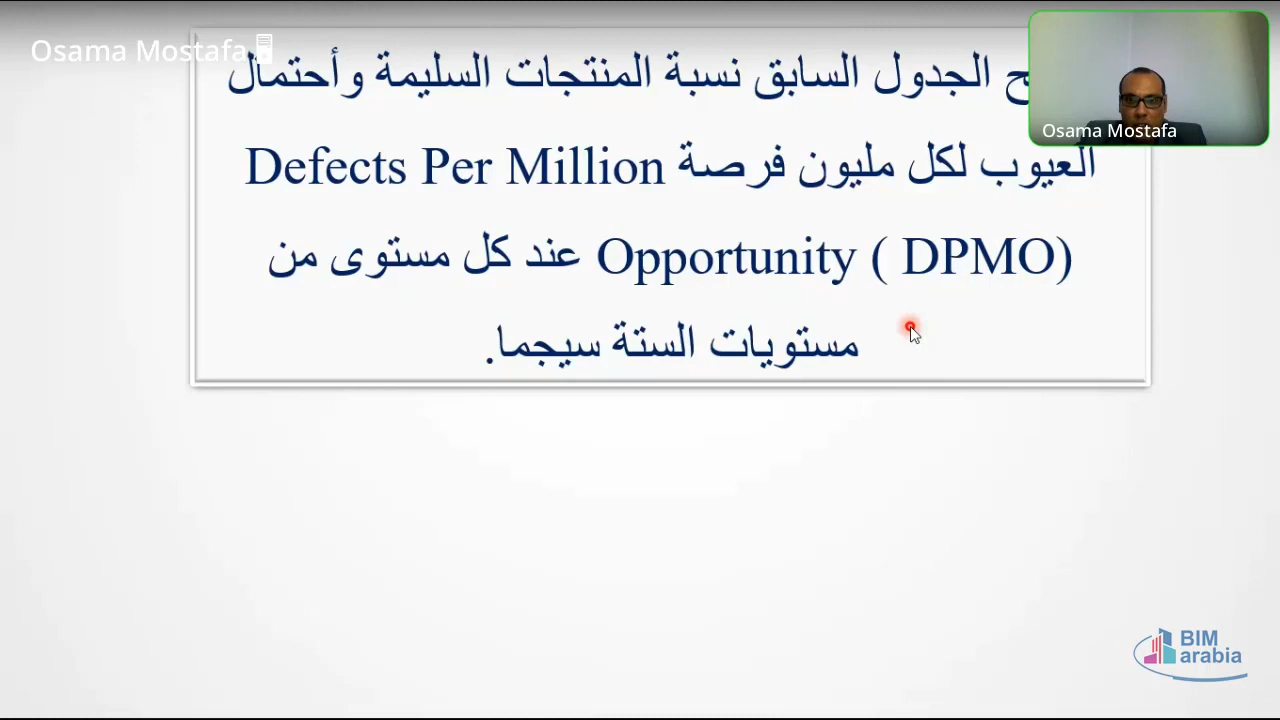 Osama Mostafa
الجدول السابق نسبة المنتجات السليمة وأحتمال
العيوب لكل مليون فرصة Defects Per Million
Opportunity ( DPMO) عند كل مستوى من
مستويات الستة سيجما.
Osama Mostafa
BIM
arabia